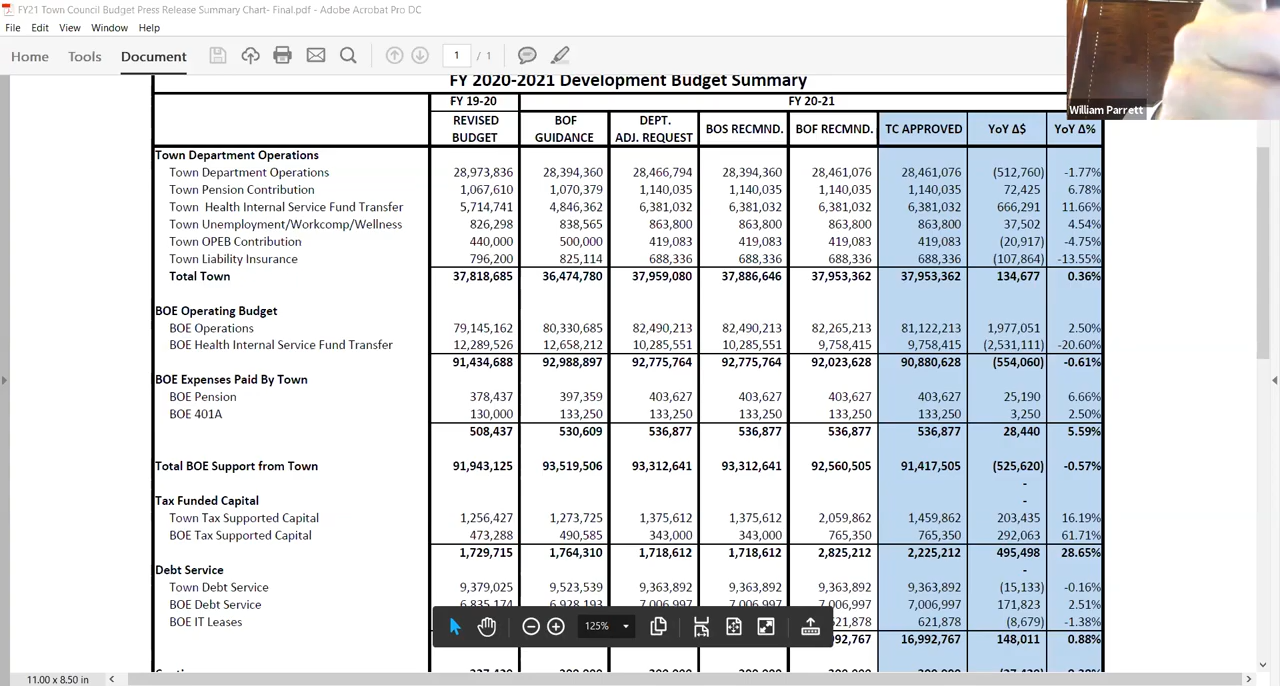 FY21 Town Council Budget Press Release Summary Chart- Final.pdf - Adobe Acrobat Pro DC
File Edit View Window Help
Home Tools Document 1 / 1
William Parrett
FY 2020-2021 Development Budget Summary
FY 19-20 FY 20-21
REVISED BUDGET BOF GUIDANCE DEPT. ADJ. REQUEST BOS RECMND. BOF RECMND. TC APPROVED YoY Δ$ YoY Δ%
Town Department Operations
Town Department Operations 28,973,836 28,394,360 28,466,794 28,394,360 28,461,076 28,461,076 (512,760) -1.77%
Town Pension Contribution 1,067,610 1,070,379 1,140,035 1,140,035 1,140,035 1,140,035 72,425 6.78%
Town Health Internal Service Fund Transfer 5,714,741 4,846,362 6,381,032 6,381,032 6,381,032 6,381,032 666,291 11.66%
Town Unemployment/Workcomp/Wellness 826,298 838,565 863,800 863,800 863,800 863,800 37,502 4.54%
Town OPEB Contribution 440,000 500,000 419,083 419,083 419,083 419,083 (20,917) -4.75%
Town Liability Insurance 796,200 825,114 688,336 688,336 688,336 688,336 (107,864) -13.55%
Total Town 37,818,685 36,474,780 37,959,080 37,886,646 37,953,362 37,953,362 134,677 0.36%
BOE Operating Budget
BOE Operations 79,145,162 80,330,685 82,490,213 82,490,213 82,265,213 81,122,213 1,977,051 2.50%
BOE Health Internal Service Fund Transfer 12,289,526 12,658,212 10,285,551 10,285,551 9,758,415 9,758,415 (2,531,111) -20.60%
91,434,688 92,988,897 92,775,764 92,775,764 92,023,628 90,880,628 (554,060) -0.61%
BOE Expenses Paid By Town
BOE Pension 378,437 397,359 403,627 403,627 403,627 403,627 25,190 6.66%
BOE 401A 130,000 133,250 133,250 133,250 133,250 133,250 3,250 2.50%
508,437 530,609 536,877 536,877 536,877 536,877 28,440 5.59%
Total BOE Support from Town 91,943,125 93,519,506 93,312,641 93,312,641 92,560,505 91,417,505 (525,620) -0.57%
-
Tax Funded Capital -
Town Tax Supported Capital 1,256,427 1,273,725 1,375,612 1,375,612 2,059,862 1,459,862 203,435 16.19%
BOE Tax Supported Capital 473,288 490,585 343,000 343,000 765,350 765,350 292,063 61.71%
1,729,715 1,764,310 1,718,612 1,718,612 2,825,212 2,225,212 495,498 28.65%
Debt Service -
Town Debt Service 9,379,025 9,523,539 9,363,892 9,363,892 9,363,892 9,363,892 (15,133) -0.16%
BOE Debt Service 6,835,174 6,928,193 7,006,997 7,006,997 7,006,997 7,006,997 171,823 2.51%
BOE IT Leases 621,878 (8,679) -1.38%
16,992,767 148,011 0.88%
125%
11.00 x 8.50 in